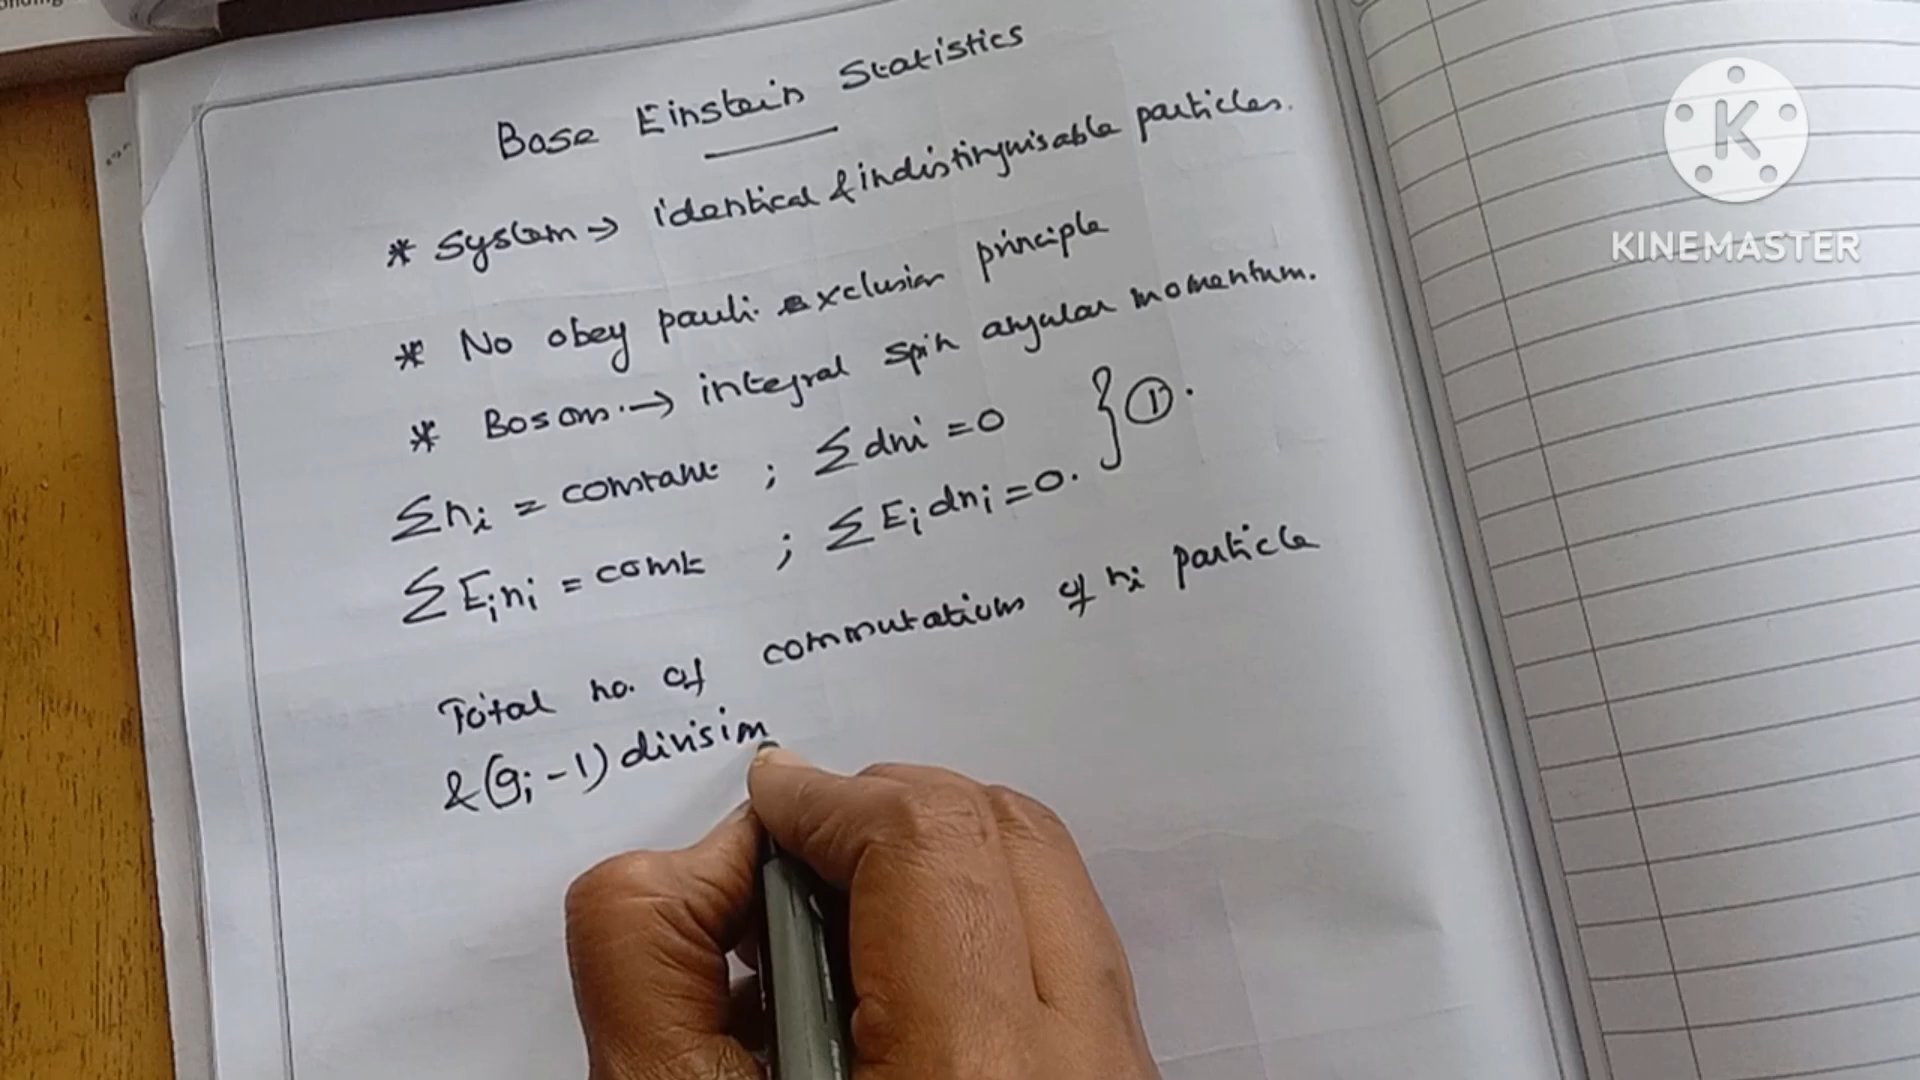 Bose Einstein Statistics
* System → identical & indistinguisable particles.
* No obey pauli exclusion principle
* Bosons. → integral spin angular momentum.
Σni = constant ; Σdni = 0 } ①.
ΣEini = const ; ΣEidni = 0.
Total no. of commutations of ni particle
& (gi - 1) division
K
KINEMASTER